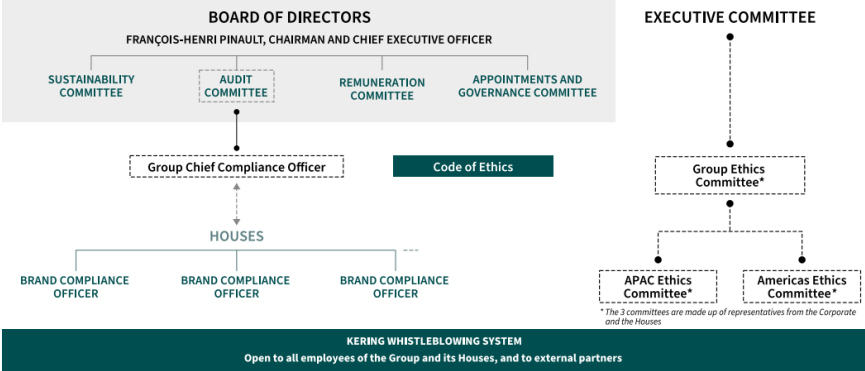 BOARD OF DIRECTORS
FRANÇOIS-HENRI PINAULT, CHAIRMAN AND CHIEF EXECUTIVE OFFICER
SUSTAINABILITY
COMMITTEE
AUDIT
COMMITTEE
REMUNERATION
COMMITTEE
APPOINTMENTS AND
GOVERNANCE COMMITTEE
Group Chief Compliance Officer
Code of Ethics
HOUSES
BRAND COMPLIANCE
OFFICER
BRAND COMPLIANCE
OFFICER
BRAND COMPLIANCE
OFFICER
EXECUTIVE COMMITTEE
Group Ethics
Committee*
APAC Ethics
Committee*
Americas Ethics
Committee*
* The 3 committees are made up of representatives from the Corporate
and the Houses
KERING WHISTLEBLOWING SYSTEM
Open to all employees of the Group and its Houses, and to external partners